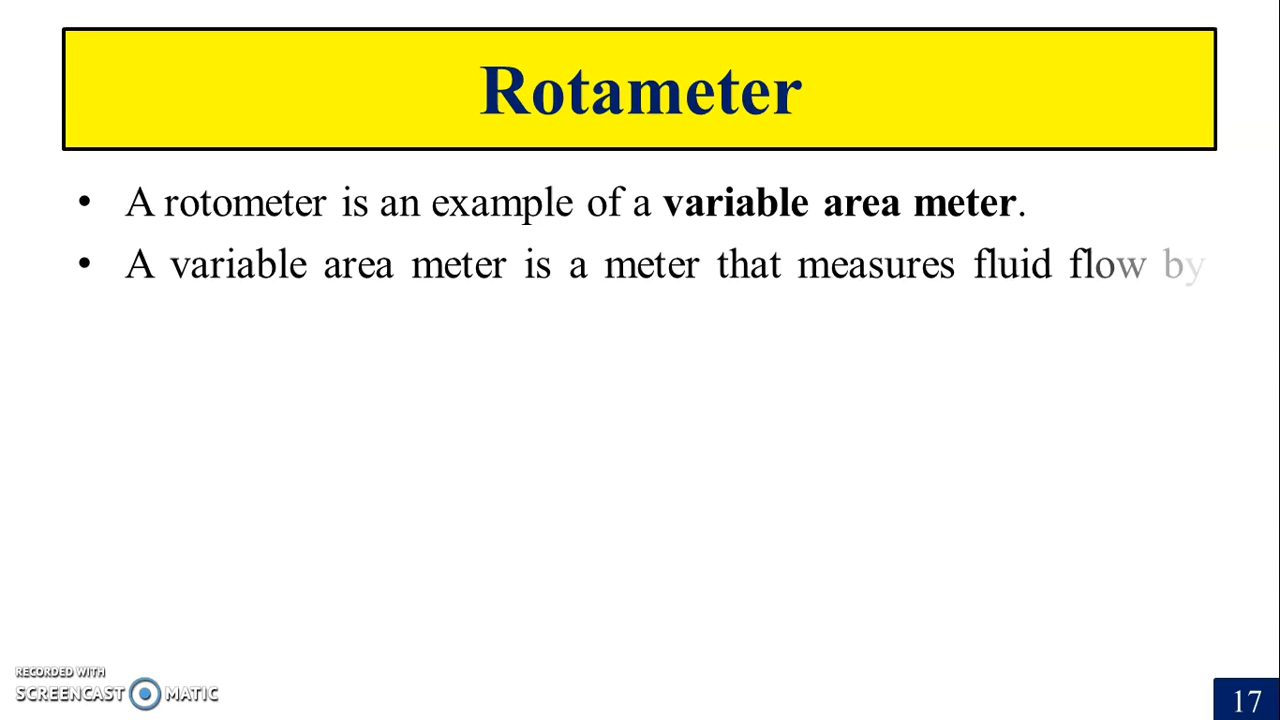 Rotameter
• A rotometer is an example of a variable area meter.
• A variable area meter is a meter that measures fluid flow by
RECORDED WITH
SCREENCAST MATIC
17